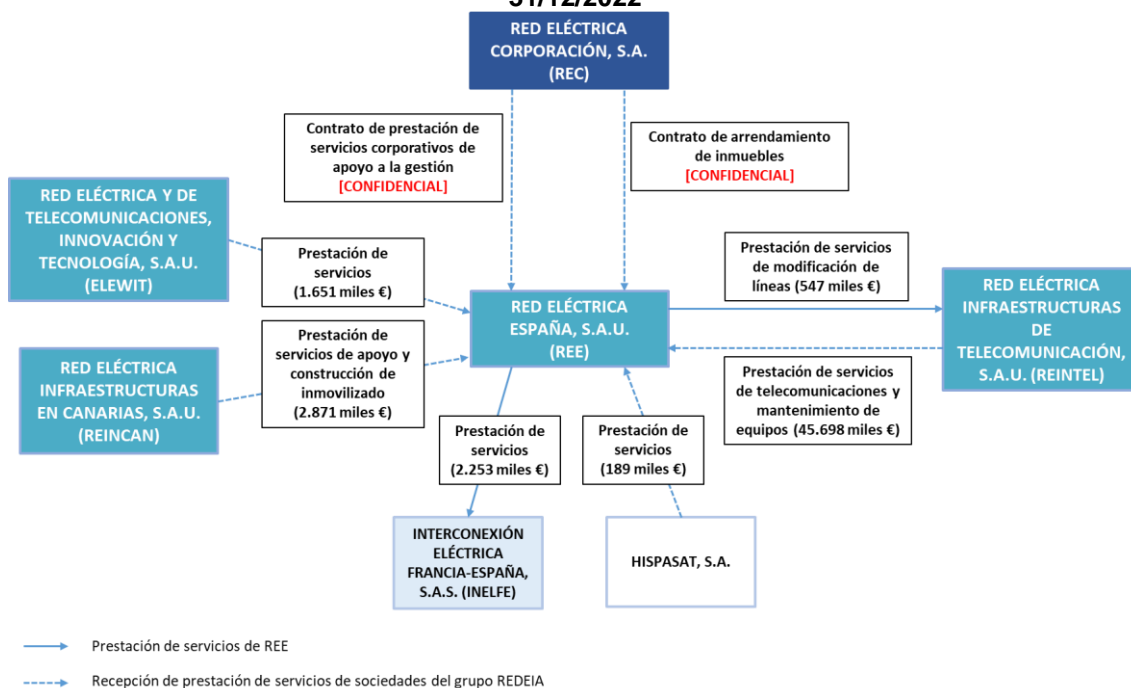 31/12/2022
RED ELÉCTRICA
CORPORACIÓN, S.A.
(REC)
Contrato de prestación de
servicios corporativos de
apoyo a la gestión
[CONFIDENCIAL]
Contrato de arrendamiento
de inmuebles
[CONFIDENCIAL]
RED ELÉCTRICA Y DE
TELECOMUNICACIONES,
INNOVACIÓN Y
TECNOLOGÍA, S.A.U.
(ELEWIT)
Prestación de
servicios
(1.651 miles €)
RED ELÉCTRICA
ESPAÑA, S.A.U.
(REE)
Prestación de servicios
de modificación de
líneas (547 miles €)
RED ELÉCTRICA
INFRAESTRUCTURAS
DE
TELECOMUNICACIÓN,
S.A.U. (REINTEL)
RED ELÉCTRICA
INFRAESTRUCTURAS
EN CANARIAS, S.A.U.
(REINCAN)
Prestación de
servicios de apoyo y
construcción de
inmovilizado
(2.871 miles €)
Prestación de servicios
de telecomunicaciones y
mantenimiento de
equipos (45.698 miles €)
Prestación de
servicios
(2.253 miles €)
Prestación de
servicios
(189 miles €)
INTERCONEXIÓN
ELÉCTRICA
FRANCIA-ESPAÑA,
S.A.S. (INELFE)
HISPASAT, S.A.
Prestación de servicios de REE
Recepción de prestación de servicios de sociedades del grupo REDEIA